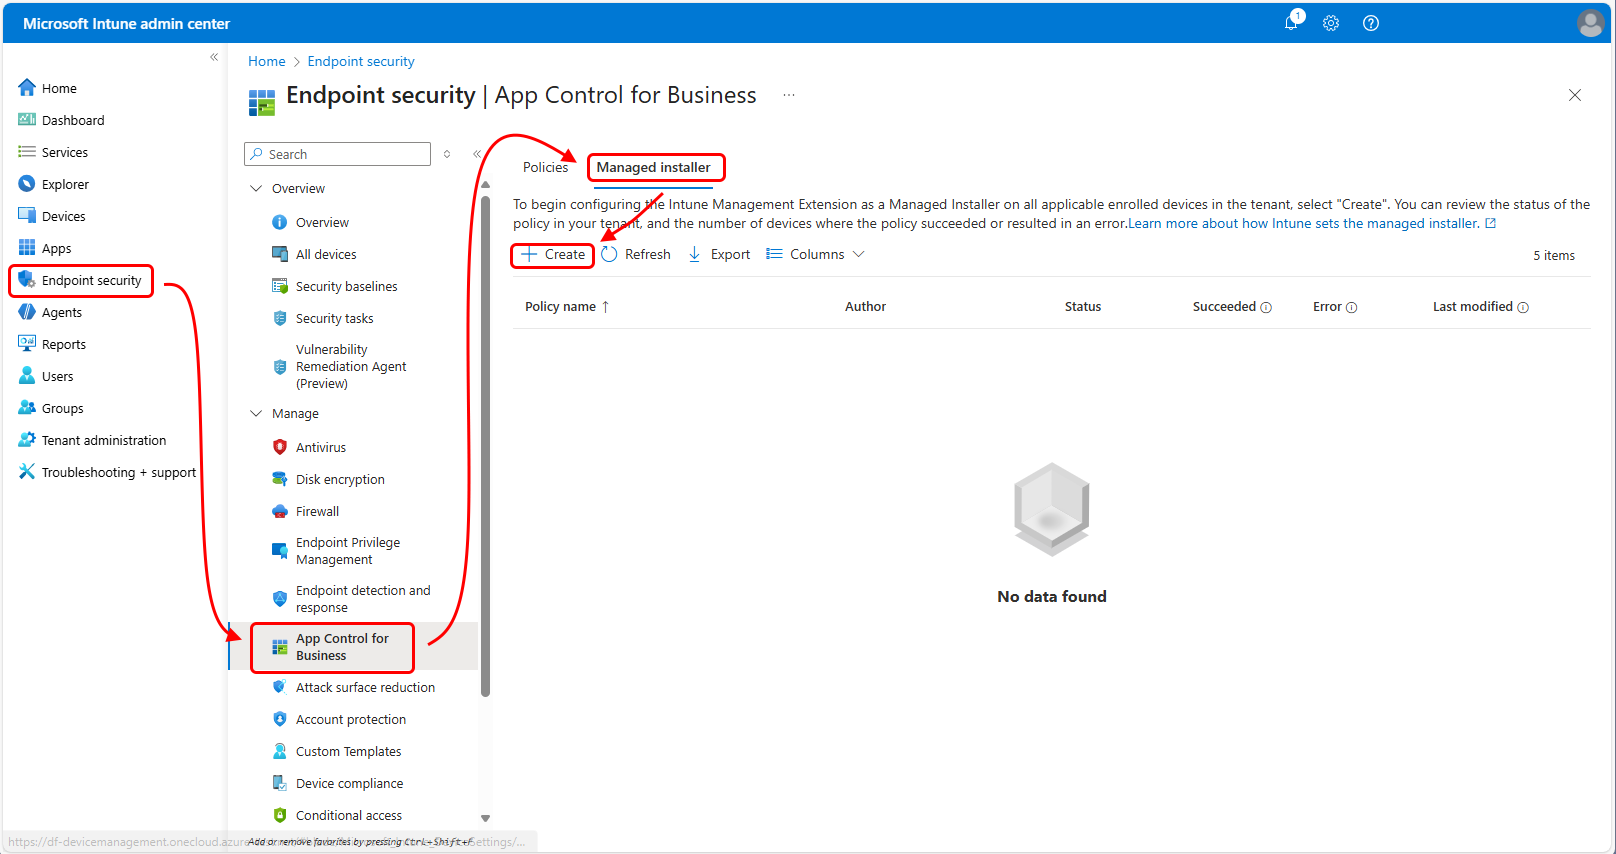 Microsoft Intune admin center
1
Home
Dashboard
Services
Explorer
Devices
Apps
Endpoint security
Agents
Reports
Users
Groups
Tenant administration
Troubleshooting + support
Home > Endpoint security
Endpoint security | App Control for Business ...
Search
Overview
Overview
All devices
Security baselines
Security tasks
Vulnerability
Remediation Agent
(Preview)
Manage
Antivirus
Disk encryption
Firewall
Endpoint Privilege
Management
Endpoint detection and
response
App Control for
Business
Attack surface reduction
Account protection
Custom Templates
Device compliance
Conditional access
Policies Managed installer
To begin configuring the Intune Management Extension as a Managed Installer on all applicable enrolled devices in the tenant, select "Create". You can review the status of the
policy in your tenant, and the number of devices where the policy succeeded or resulted in an error.Learn more about how Intune sets the managed installer.
Create Refresh Export Columns 5 items
Policy name ↑ Author Status Succeeded Error Last modified
No data found
https://df-devicemanagement.onecloud.azure
Add or remove favorites by pressing Ctrl+Shift+F
Settings/...